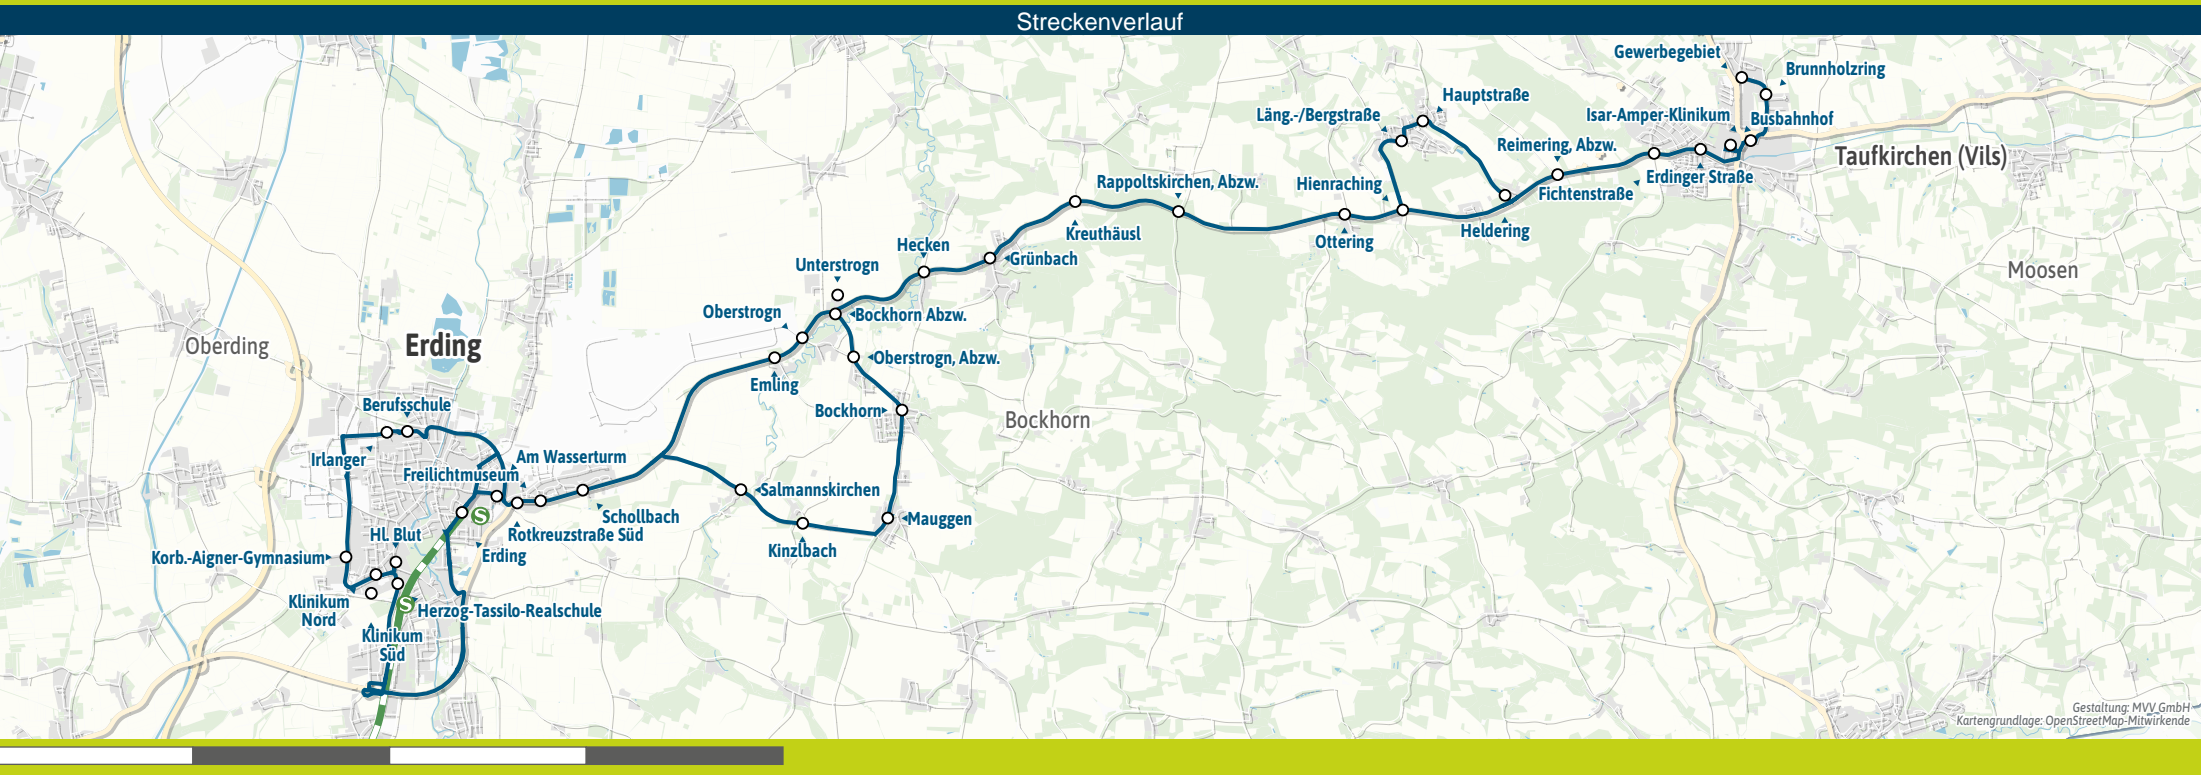 Streckenverlauf
Gewerbegebiet
Brunnholzring
Hauptstraße
Läng.-/Bergstraße
Isar-Amper-Klinikum
Busbahnhof
Reimering, Abzw.
Taufkirchen (Vils)
Rappoltskirchen, Abzw.
Hienraching
Erdinger Straße
Fichtenstraße
Kreuthäusl
Ottering
Heldering
Hecken
Grünbach
Unterstrogn
Moosen
Oberstrogn
Bockhorn Abzw.
Oberding
Erding
Oberstrogn, Abzw.
Emling
Berufsschule
Bockhorn
Bockhorn
Irlanger
Am Wasserturm
Freilichtmuseum
Salmannskirchen
S
Schollbach
Mauggen
Hl. Blut
Rotkreuzstraße Süd
Kinzlbach
Korb.-Aigner-Gymnasium
Erding
Klinikum
Nord
S
Herzog-Tassilo-Realschule
Klinikum
Süd
Gestaltung: MVV GmbH
Kartengrundlage: OpenStreetMap-Mitwirkende